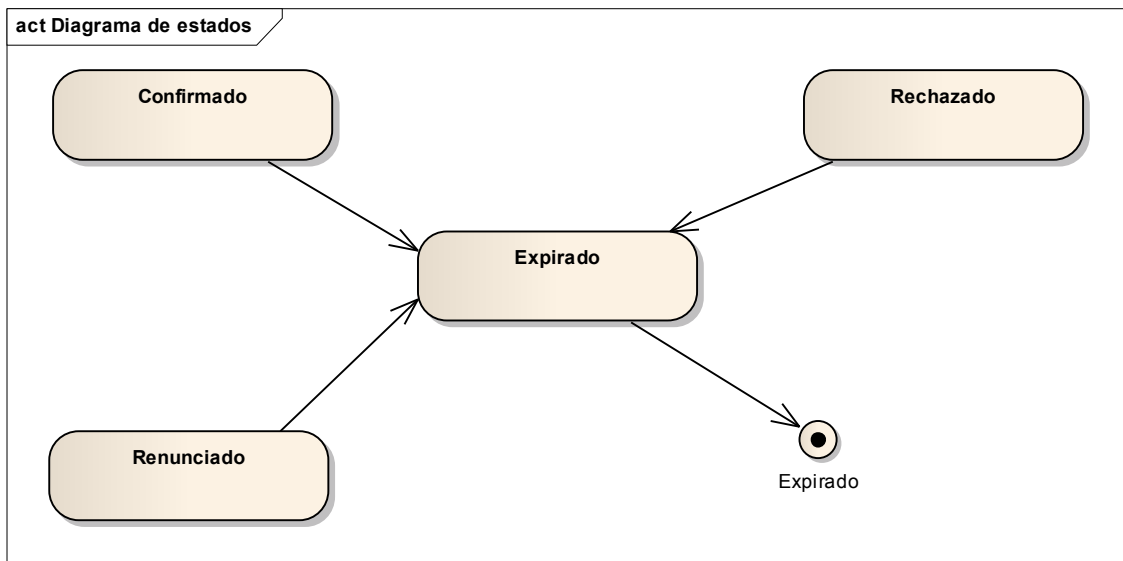 act Diagrama de estados
Confirmado
Rechazado
Expirado
Renunciado
Expirado